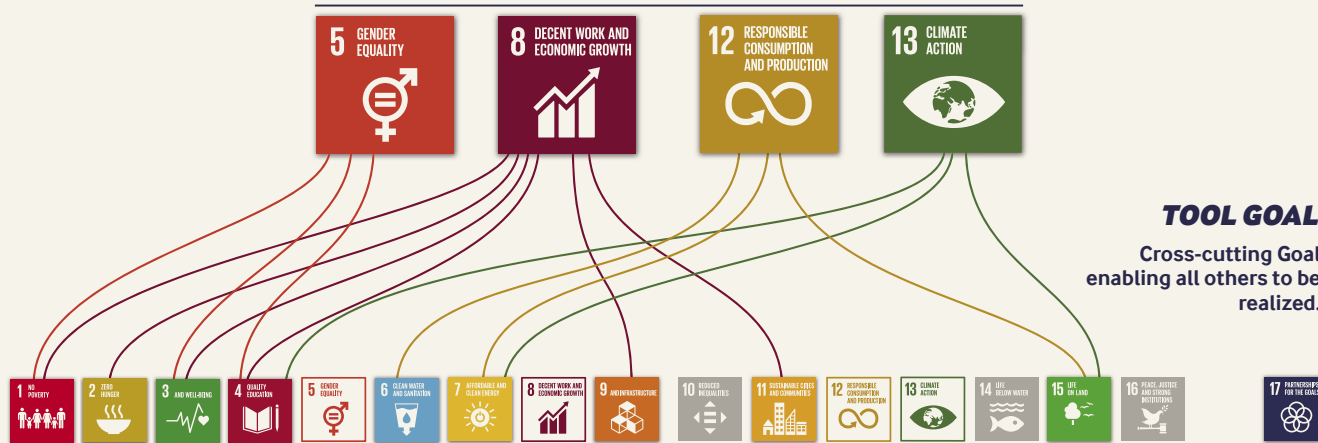 5 GENDER
EQUALITY
8 DECENT WORK AND
ECONOMIC GROWTH
12 RESPONSIBLE
CONSUMPTION
AND PRODUCTION
13 CLIMATE
ACTION
TOOL GOAL
Cross-cutting Goal
enabling all others to be
realized.
1 NO
POVERTY
2 ZERO
HUNGER
3
AND WELL-BEING
4 QUALITY
EDUCATION
5 GENDER
EQUALITY
6 CLEAN WATER
AND SANITATION
7 AFFORDABLE AND
CLEAN ENERGY
8 DECENT WORK AND
ECONOMIC GROWTH
9
AND INFRASTRUCTURE
10 REDUCED
INEQUALITIES
11 SUSTAINABLE CITIES
AND COMMUNITIES
12 RESPONSIBLE
CONSUMPTION
AND PRODUCTION
13 CLIMATE
ACTION
14 LIFE
BELOW WATER
15 LIFE
ON LAND
16 PEACE, JUSTICE
AND STRONG
INSTITUTIONS
17 PARTNERSHIPS
FOR THE GOALS